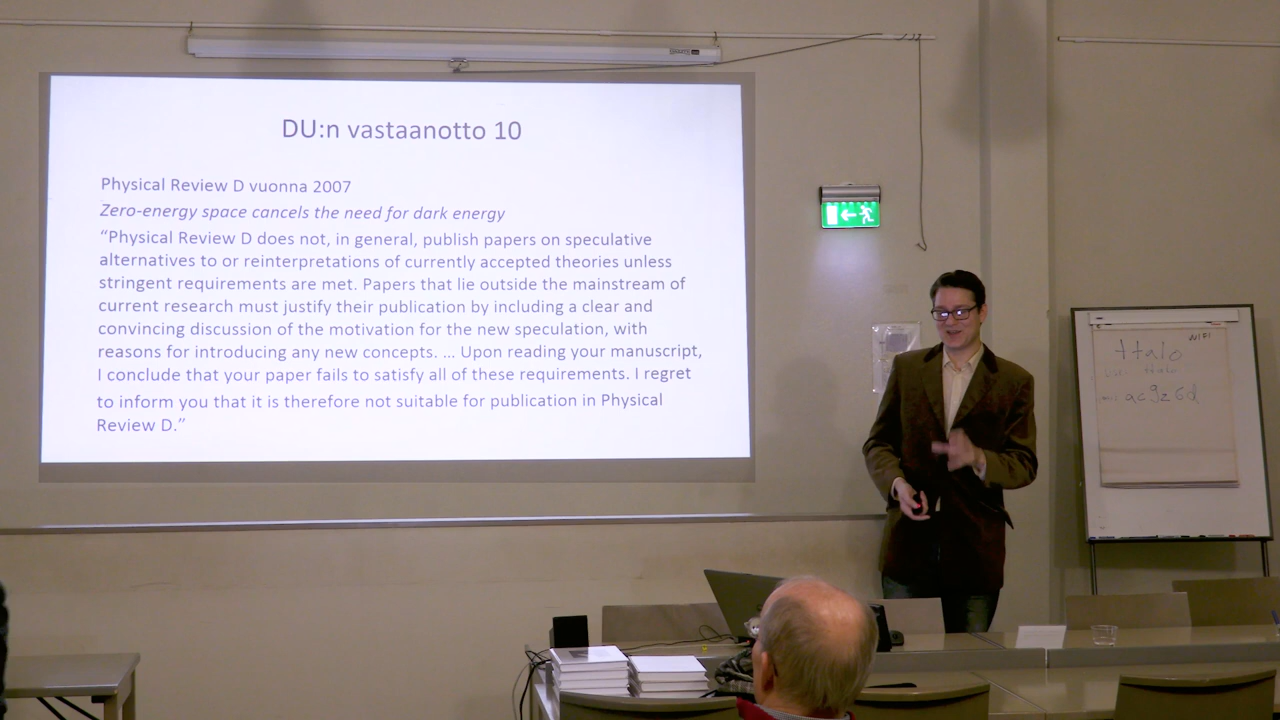 DU:n vastaanotto 10
Physical Review D vuonna 2007
Zero-energy space cancels the need for dark energy
“Physical Review D does not, in general, publish papers on speculative
alternatives to or reinterpretations of currently accepted theories unless
stringent requirements are met. Papers that lie outside the mainstream of
current research must justify their publication by including a clear and
convincing discussion of the motivation for the new speculation, with
reasons for introducing any new concepts. ... Upon reading your manuscript,
I conclude that your paper fails to satisfy all of these requirements. I regret
to inform you that it is therefore not suitable for publication in Physical
Review D.”
WIFI